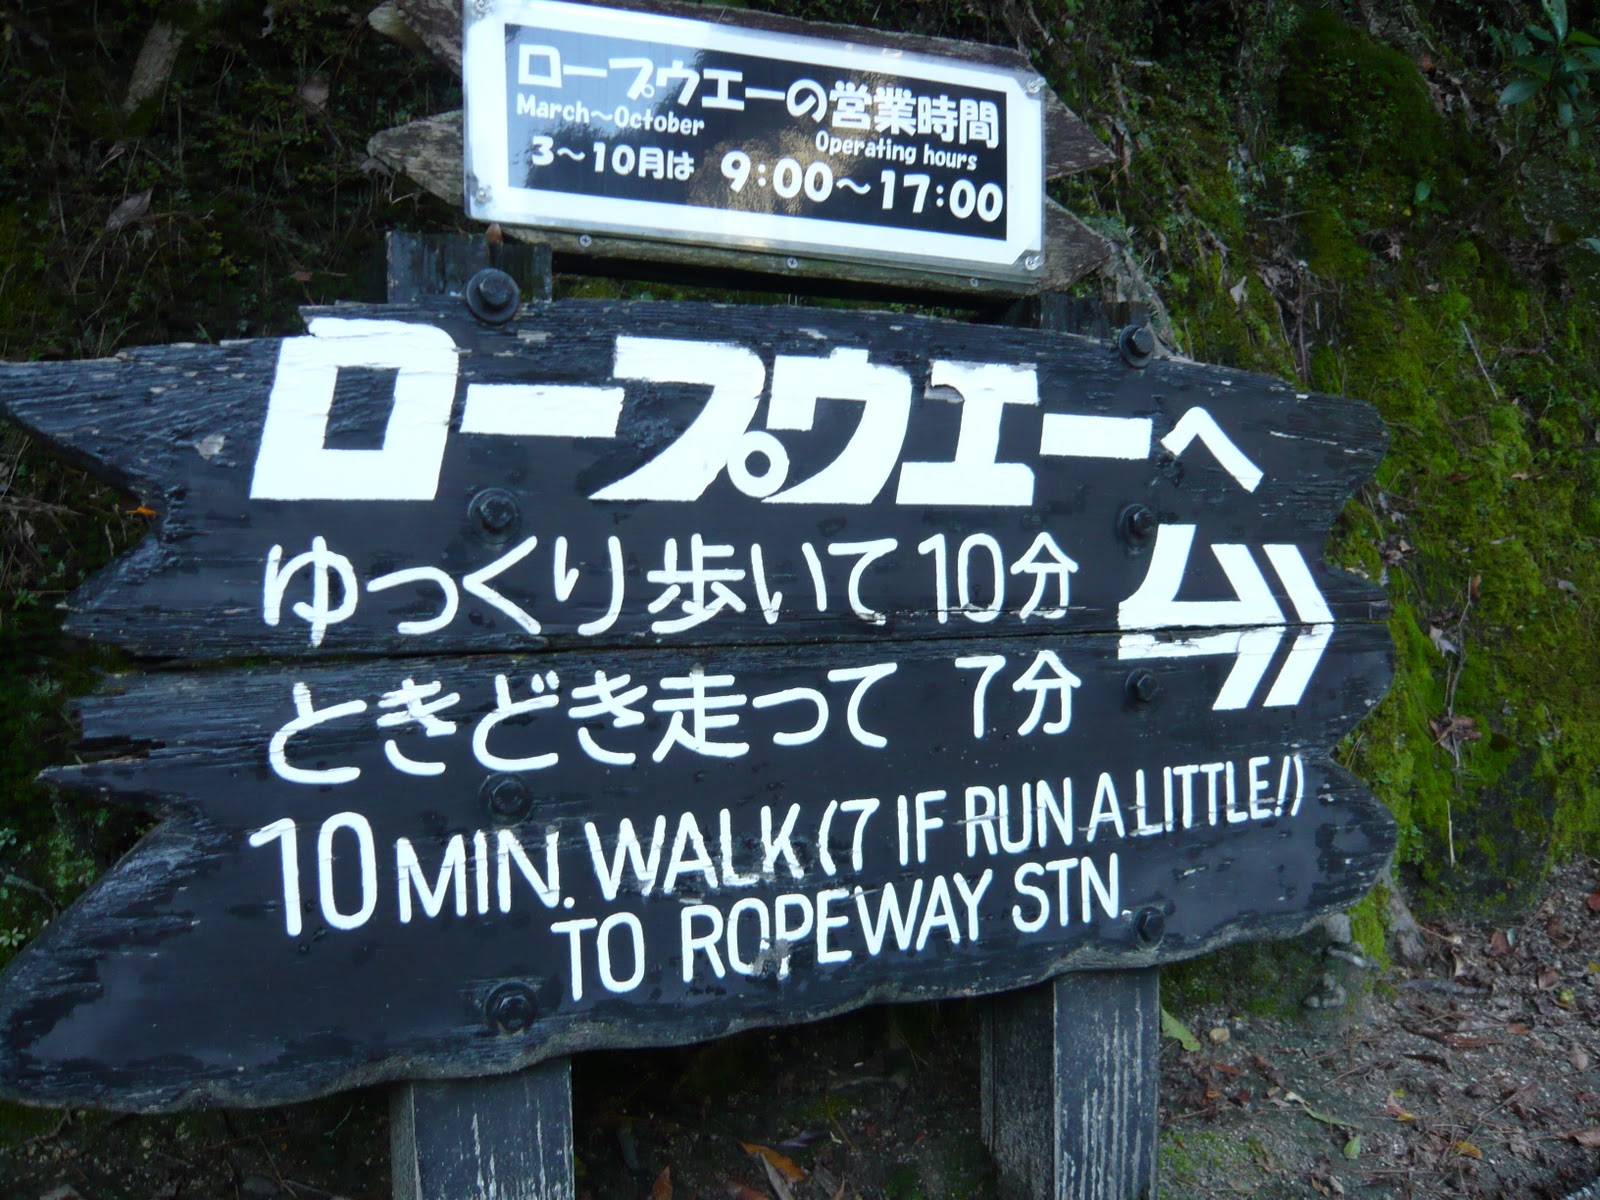 ロープウエーの営業時間
March~October
Operating hours
3~10月は 9:00~17:00
ロープウエーへ
ゆっくり歩いて10分
ときどき走って 7分
10 MIN. WALK (7 IF RUN A LITTLE!)
TO ROPEWAY STN.